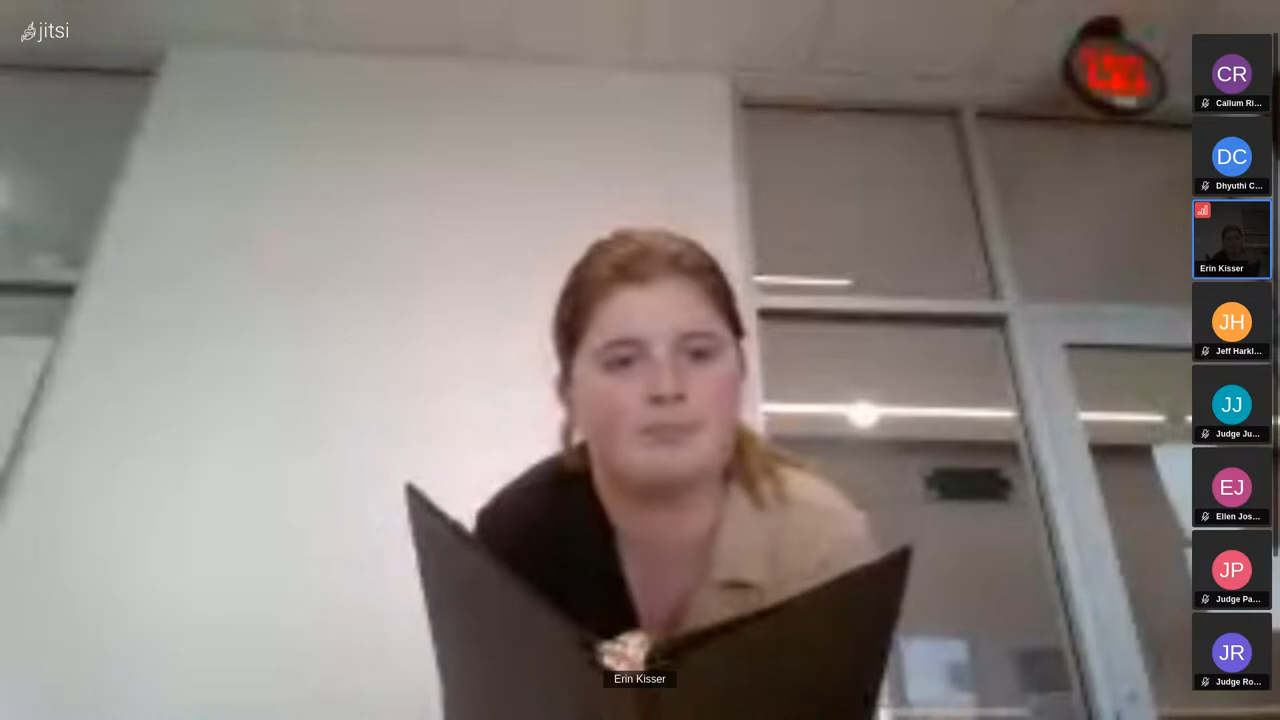 jitsi
CR
Callum Ri...
DC
Dhyuthi C...
Erin Kisser
JH
Jeff Harkl...
JJ
Judge Ju...
EJ
Ellen Jos...
JP
Judge Pa...
JR
Judge Ro...
Erin Kisser